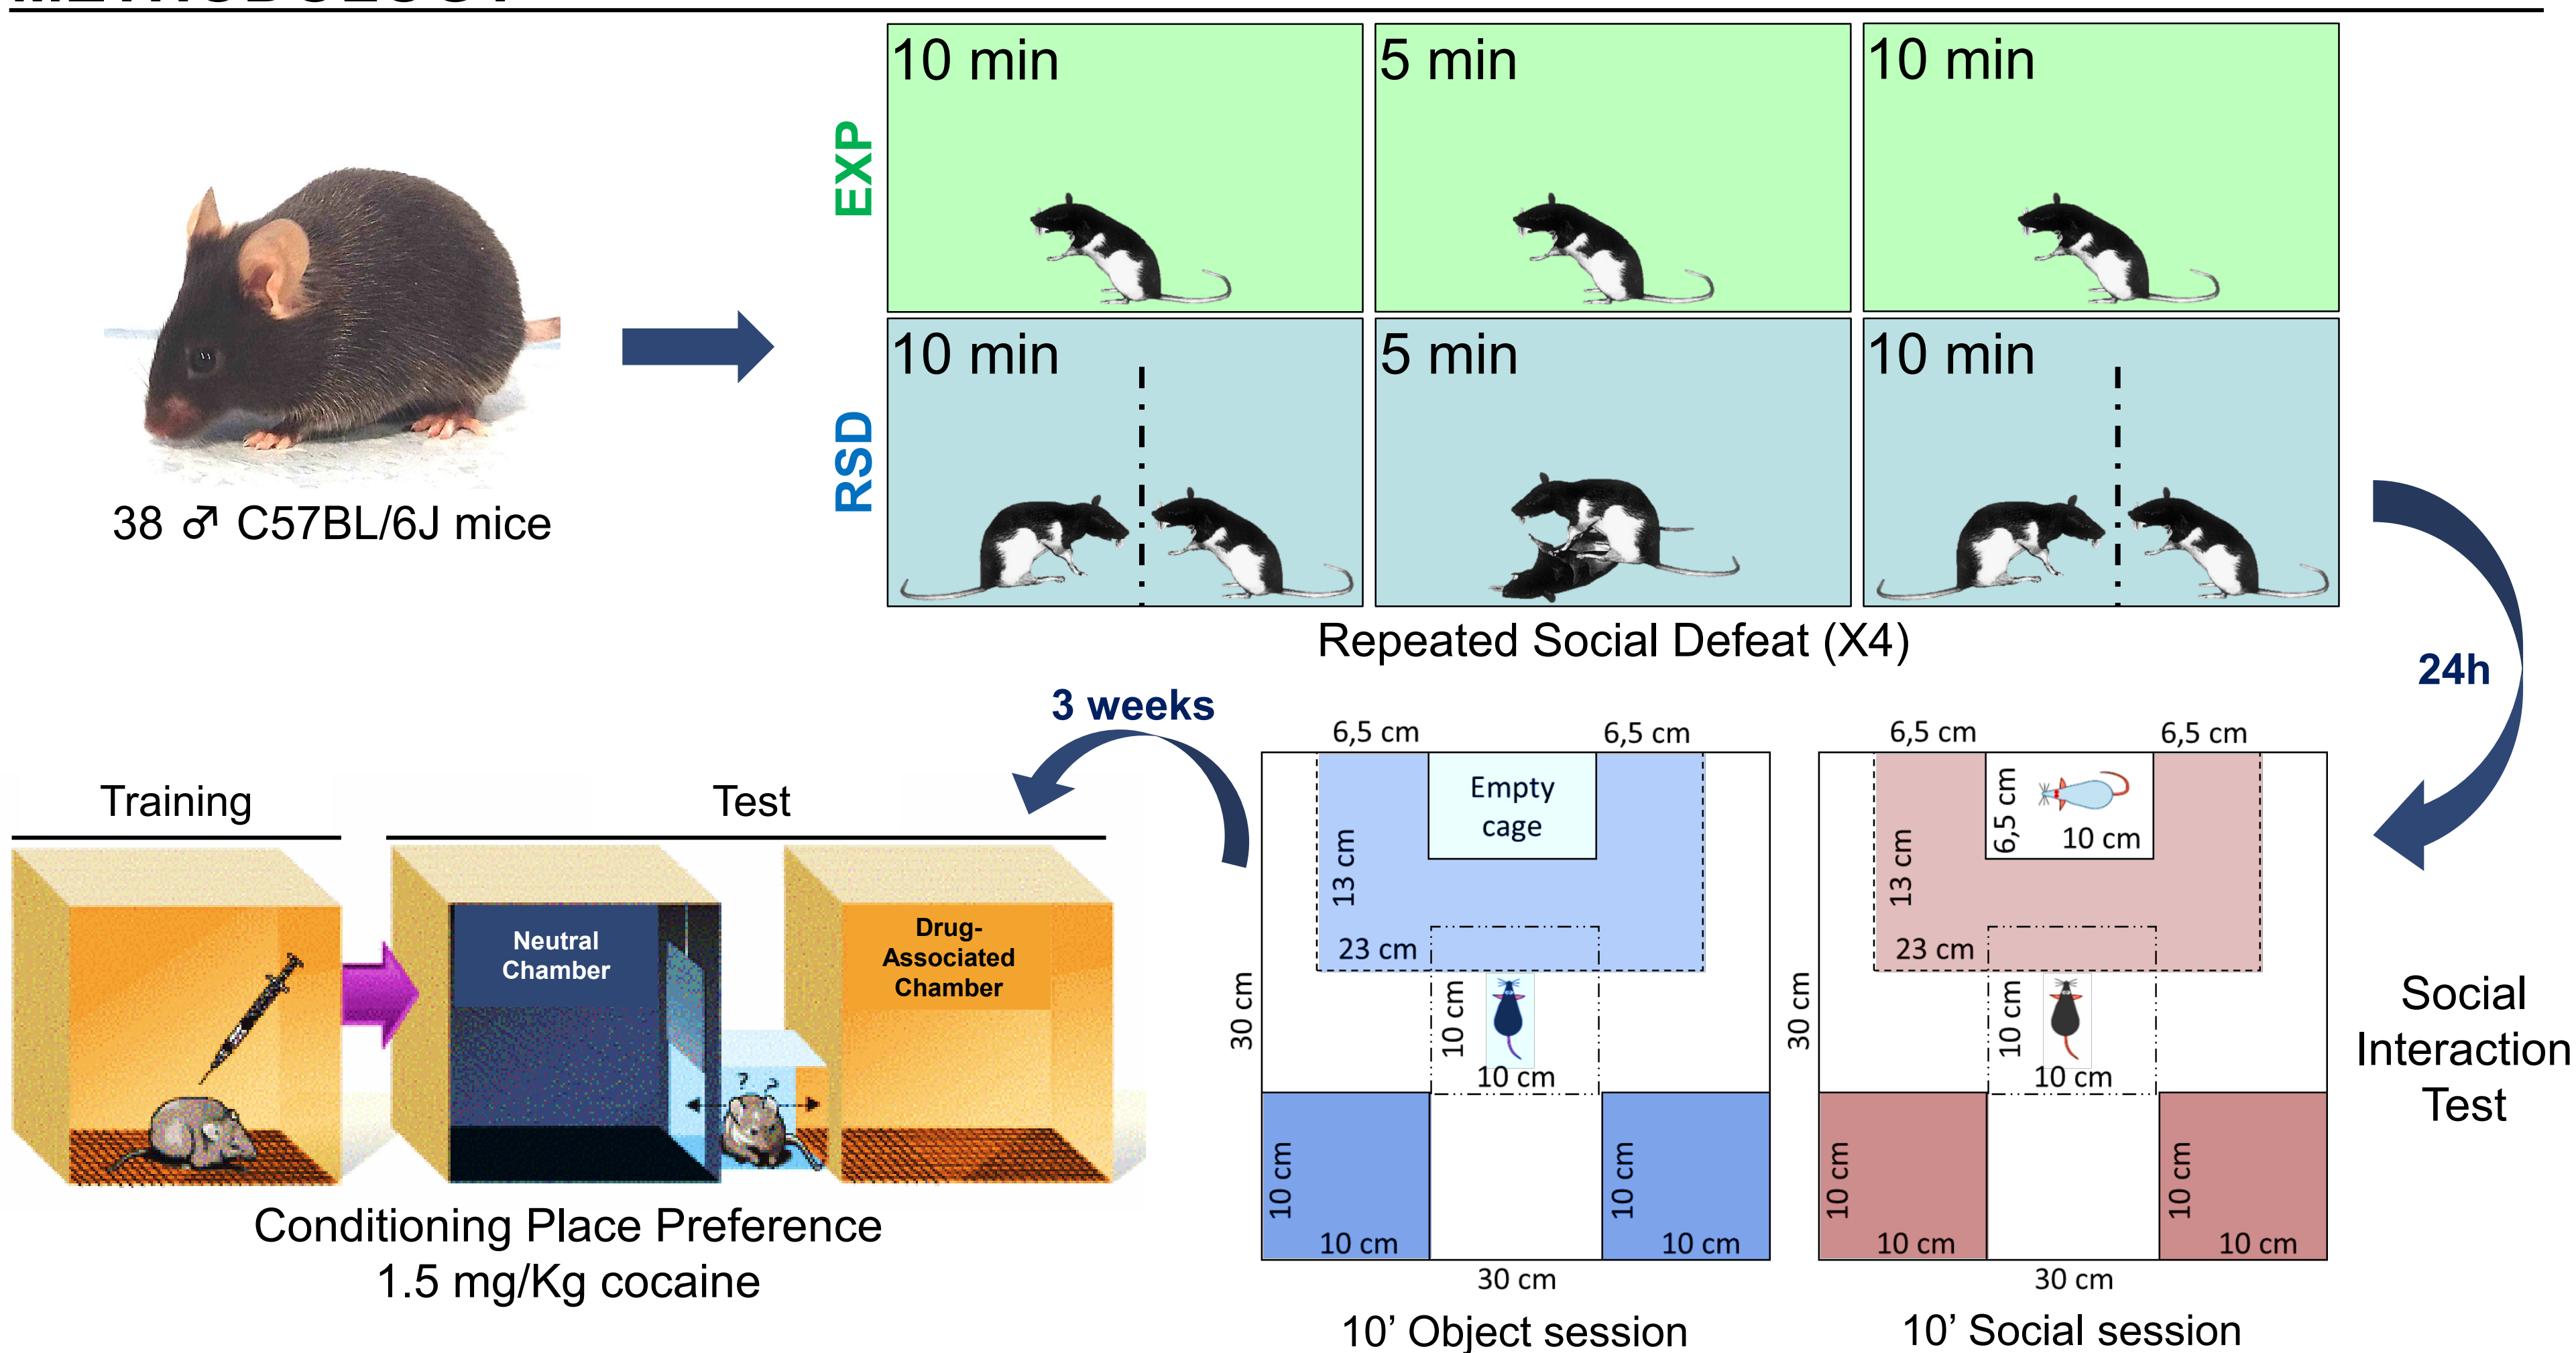 10 min
5 min
10 min
EXP
10 min
5 min
10 min
RSD
38 ♂ C57BL/6J mice
Repeated Social Defeat (X4)
24h
3 weeks
Training
Test
Neutral
Chamber
Drug-
Associated
Chamber
? ?
Conditioning Place Preference
1.5 mg/Kg cocaine
6,5 cm
6,5 cm
Empty
cage
13 cm
23 cm
30 cm
10 cm
10 cm
10 cm
10 cm
10 cm
10 cm
30 cm
10’ Object session
6,5 cm
6,5 cm
6,5 cm
10 cm
13 cm
23 cm
30 cm
10 cm
10 cm
10 cm
10 cm
10 cm
10 cm
30 cm
10’ Social session
Social
Interaction
Test